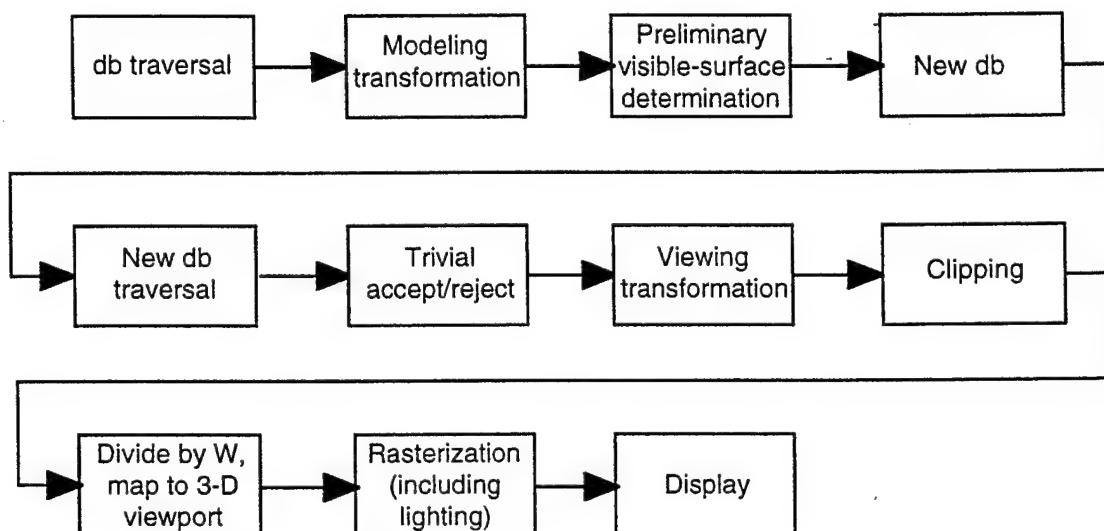 db traversal
Modeling
transformation
Preliminary
visible-surface
determination
New db
New db
traversal
Trivial
accept/reject
Viewing
transformation
Clipping
Divide by W,
map to 3-D
viewport
Rasterization
(including
lighting)
Display